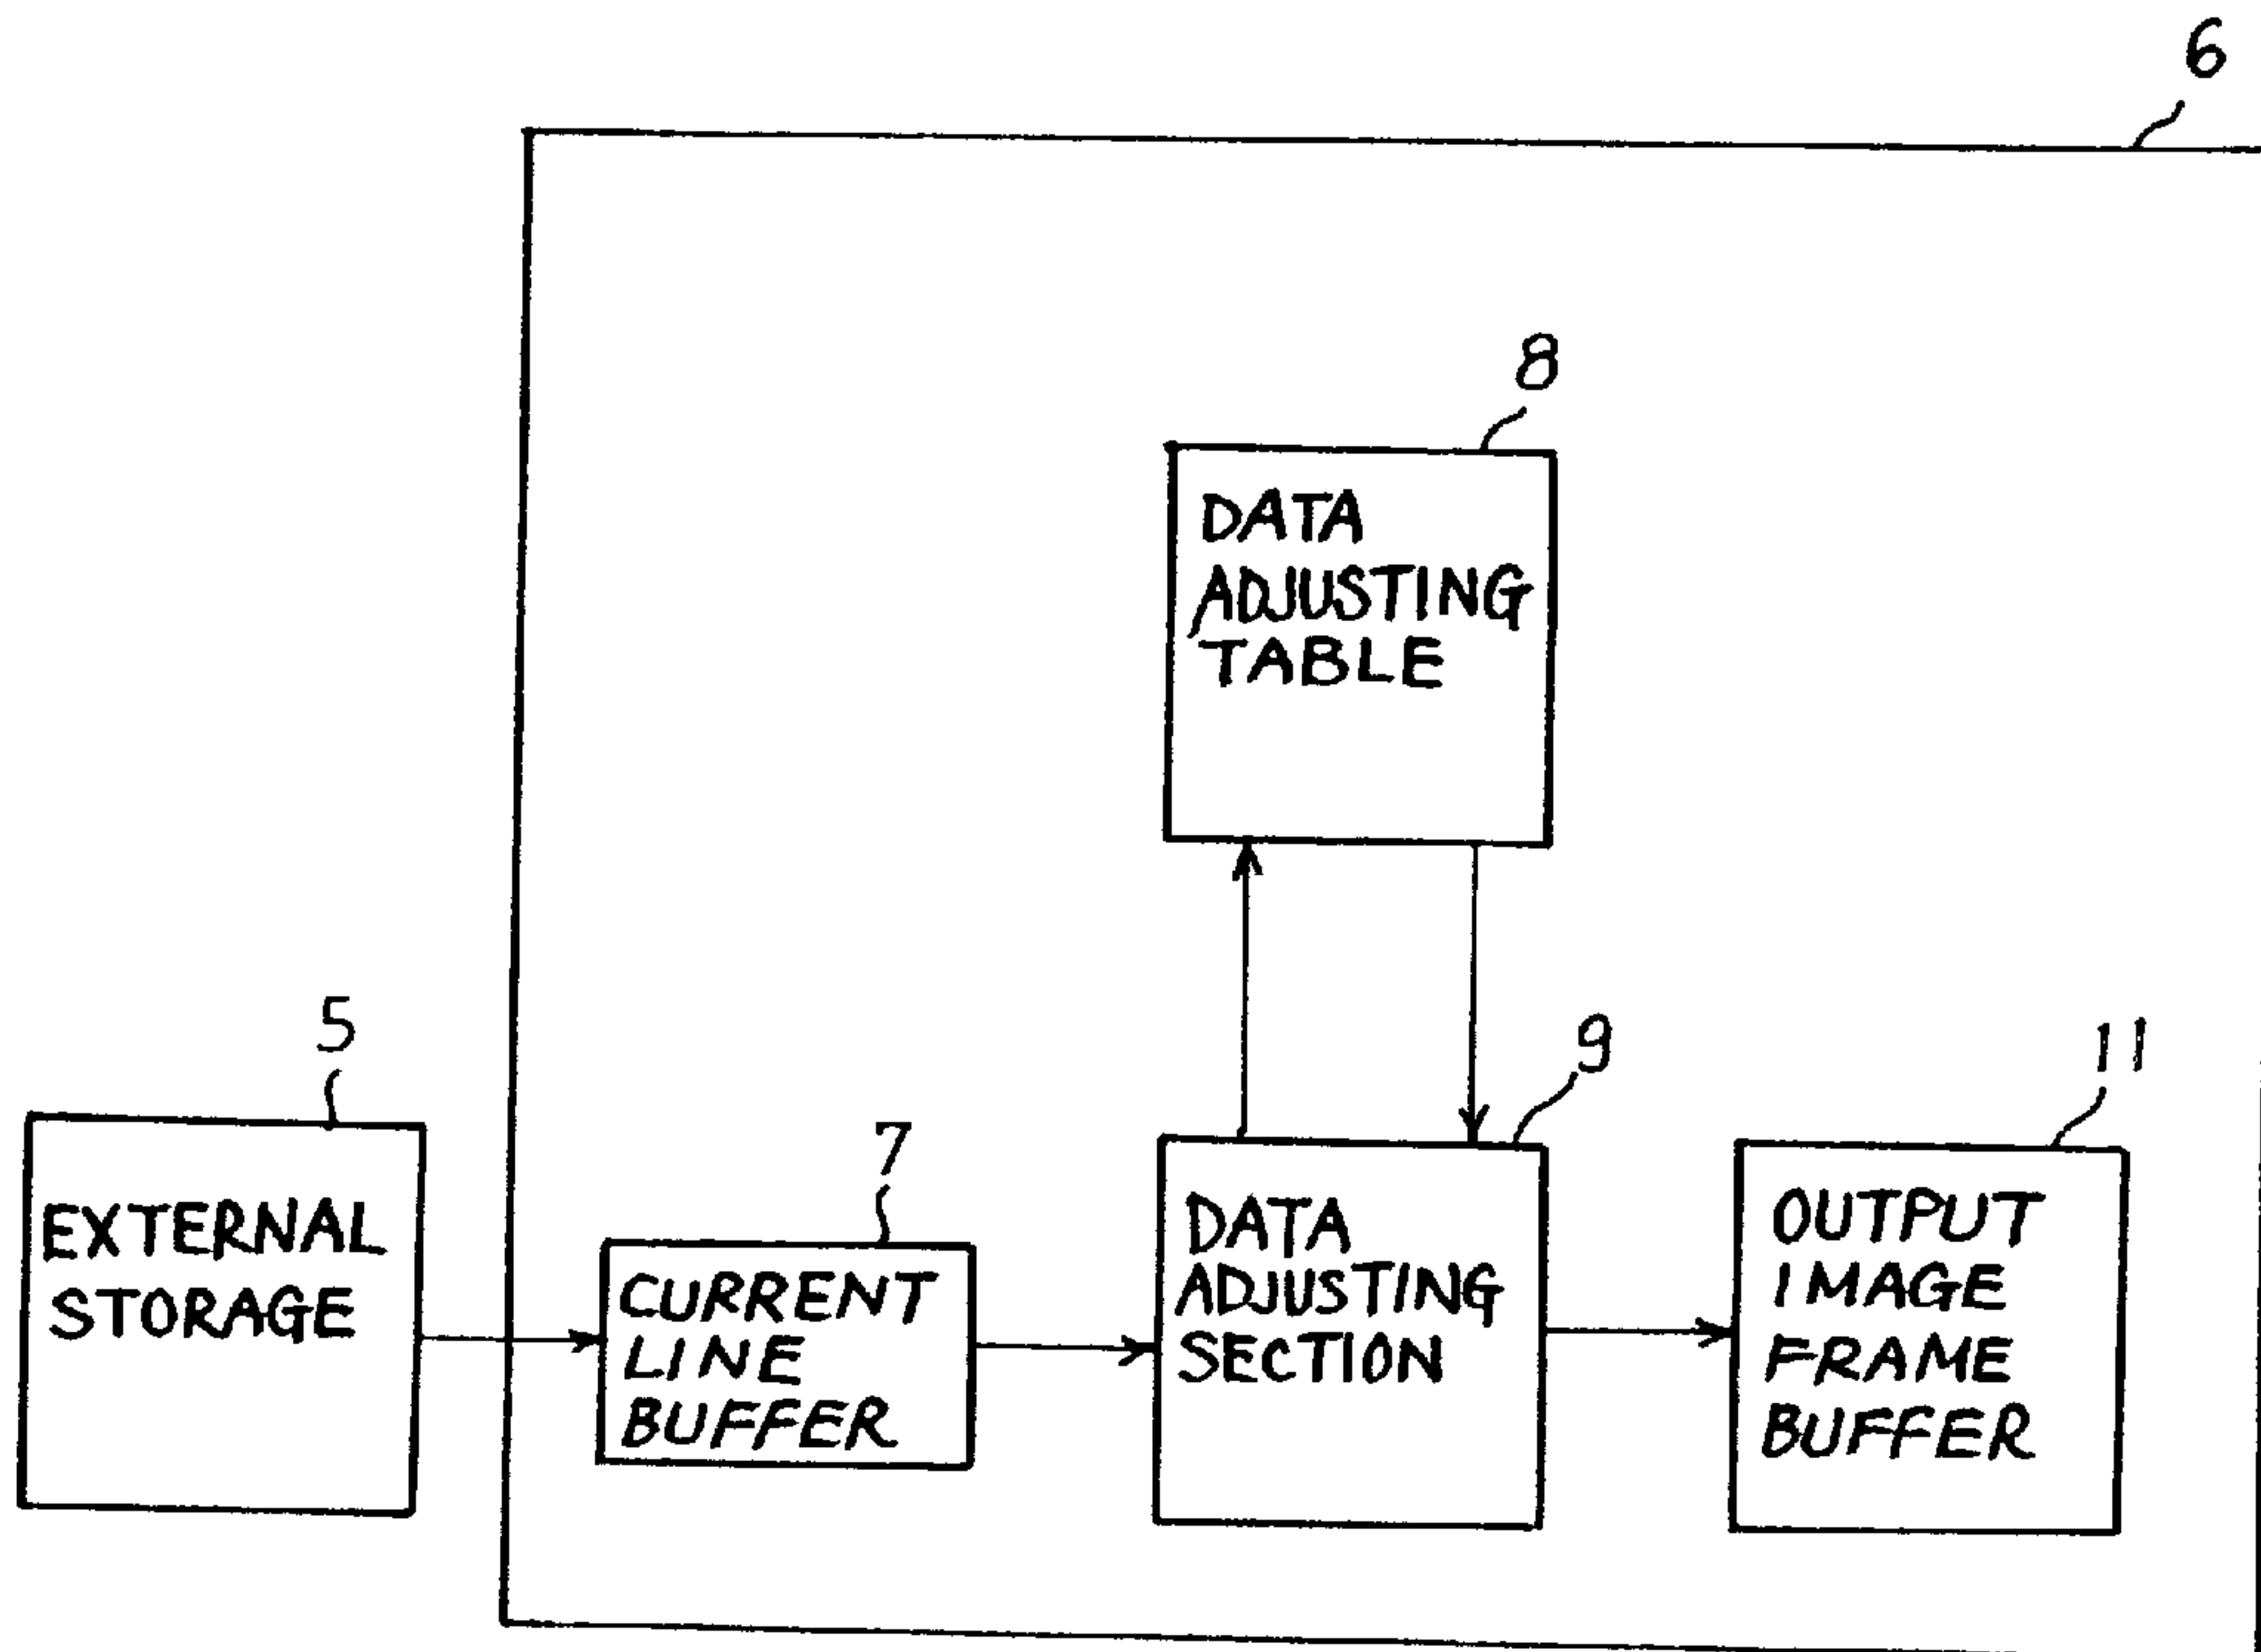 6
8
DATA
ADJUSTING
TABLE
5
9
11
7
EXTERNAL
STORAGE
CURRENT
LINE
BUFFER
DATA
ADJUSTING
SECTION
OUTPUT
IMAGE
FRAME
BUFFER